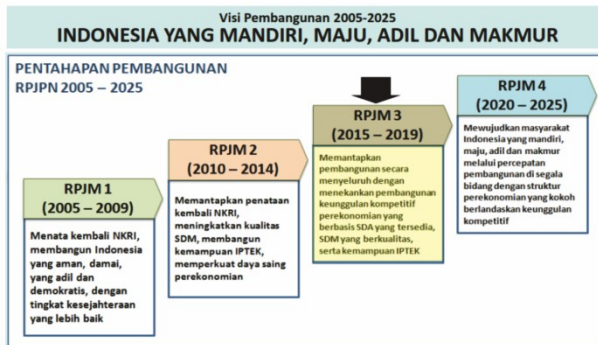 Visi Pembangunan 2005-2025
INDONESIA YANG MANDIRI, MAJU, ADIL DAN MAKMUR
PENTAHAPAN PEMBANGUNAN
RPJPN 2005 – 2025
RPJM 1
(2005 – 2009)
Menata kembali NKRI,
membangun Indonesia
yang aman, damai,
yang adil dan
demokratis, dengan
tingkat kesejahteraan
yang lebih baik
RPJM 2
(2010 – 2014)
Memantapkan penataan
kembali NKRI,
meningkatkan kualitas
SDM, membangun
kemampuan IPTEK,
memperkuat daya saing
perekonomian
RPJM 3
(2015 – 2019)
Memantapkan
pembangunan secara
menyeluruh dengan
menekankan pembangunan
keunggulan kompetitif
perekonomian yang
berbasis SDA yang tersedia,
SDM yang berkualitas,
serta kemampuan IPTEK
RPJM 4
(2020 – 2025)
Mewujudkan masyarakat
Indonesia yang mandiri,
maju, adil dan makmur
melalui percepatan
pembangunan di segala
bidang dengan struktur
perekonomian yang kokoh
berlandaskan keunggulan
kompetitif